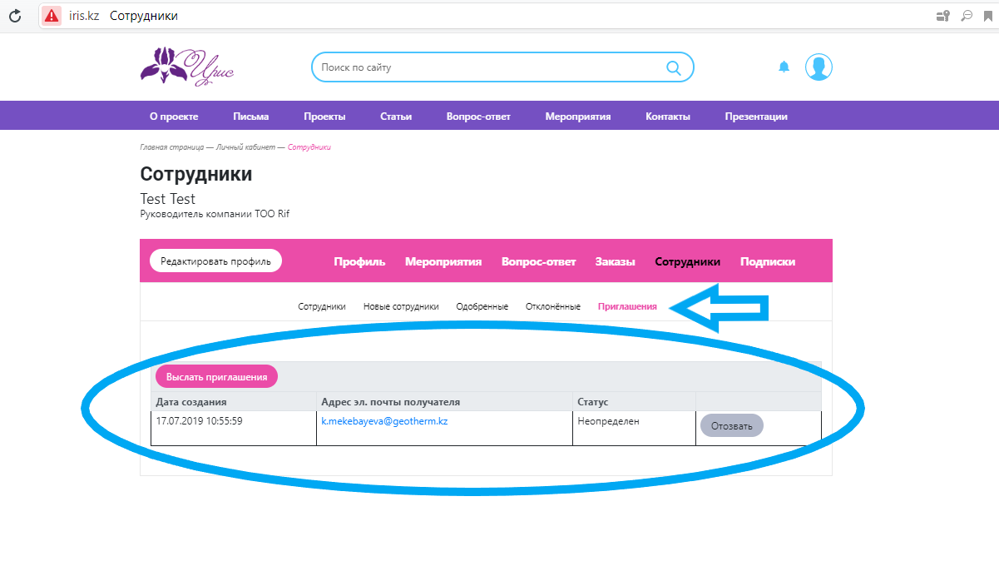 iris.kz Сотрудники
Ирис
Поиск по сайту
О проекте Письма Проекты Статьи Вопрос-ответ Мероприятия Контакты Презентации
Главная страница — Личный кабинет — Сотрудники
Сотрудники
Test Test
Руководитель компании ТОО Rif
Редактировать профиль Профиль Мероприятия Вопрос-ответ Заказы Сотрудники Подписки
Сотрудники Новые сотрудники Одобренные Отклонённые Приглашения
Выслать приглашения
Дата создания Адрес эл. почты получателя Статус
17.07.2019 10:55:59 k.mekebayeva@geotherm.kz Неопределен Отозвать